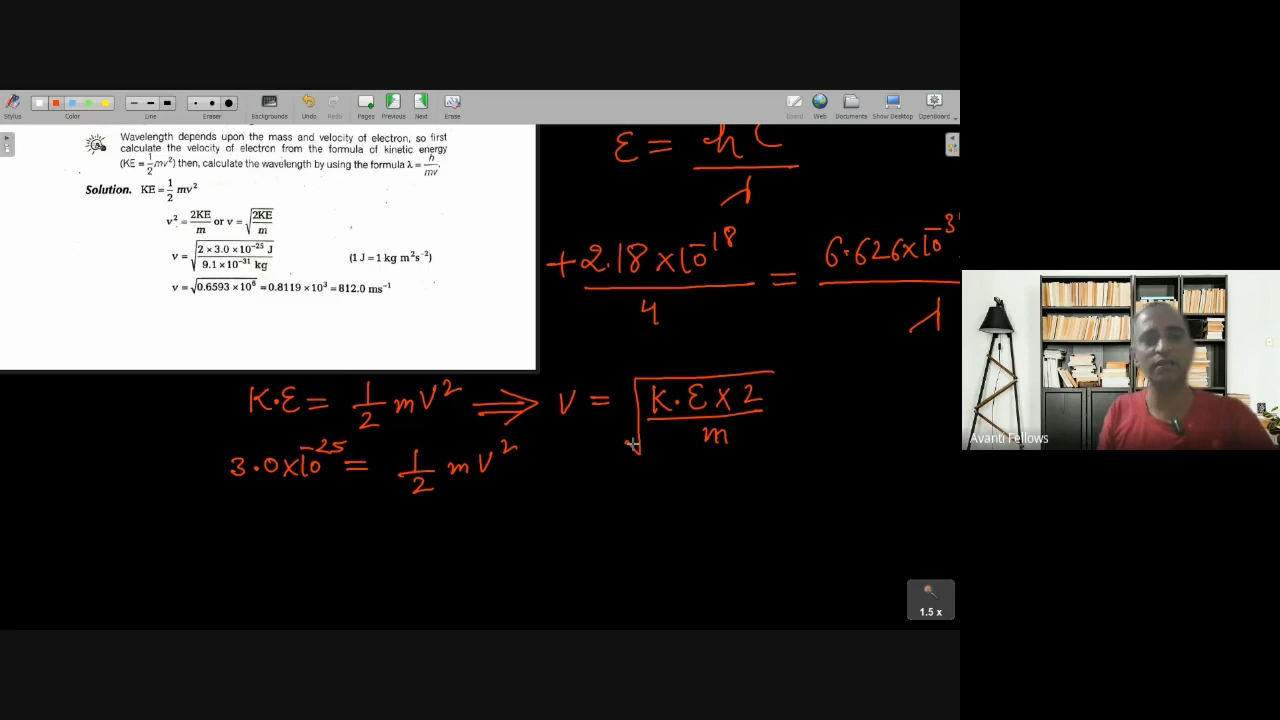 Stylus
Color
Line
Eraser
Backgrounds
Undo
Redo
Pages
Previous
Next
Erase
Board
Web
Documents
Show Desktop
OpenBoard
Wavelength depends upon the mass and velocity of electron, so first
calculate the velocity of electron from the formula of kinetic energy
(KE = 1/2 mv²) then, calculate the wavelength by using the formula λ = h/mv
Solution. KE = 1/2 mv²
v² = 2KE/m or v = √(2KE/m)
v = √(2 × 3.0 × 10⁻²⁵ J / 9.1 × 10⁻³¹ kg) (1 J = 1 kg m²s⁻²)
v = √0.6593 × 10⁶ = 0.8119 × 10³ = 812.0 ms⁻¹
ε = hc/λ
+2.18 × 10⁻¹⁸ / 4 = 6.626 × 10⁻³ / λ
K.ε = 1/2 mv² ⟹ v = √(K.ε × 2 / m)
3.0 × 10⁻²⁵ = 1/2 mv²
Avanti Fellows
1.5 x